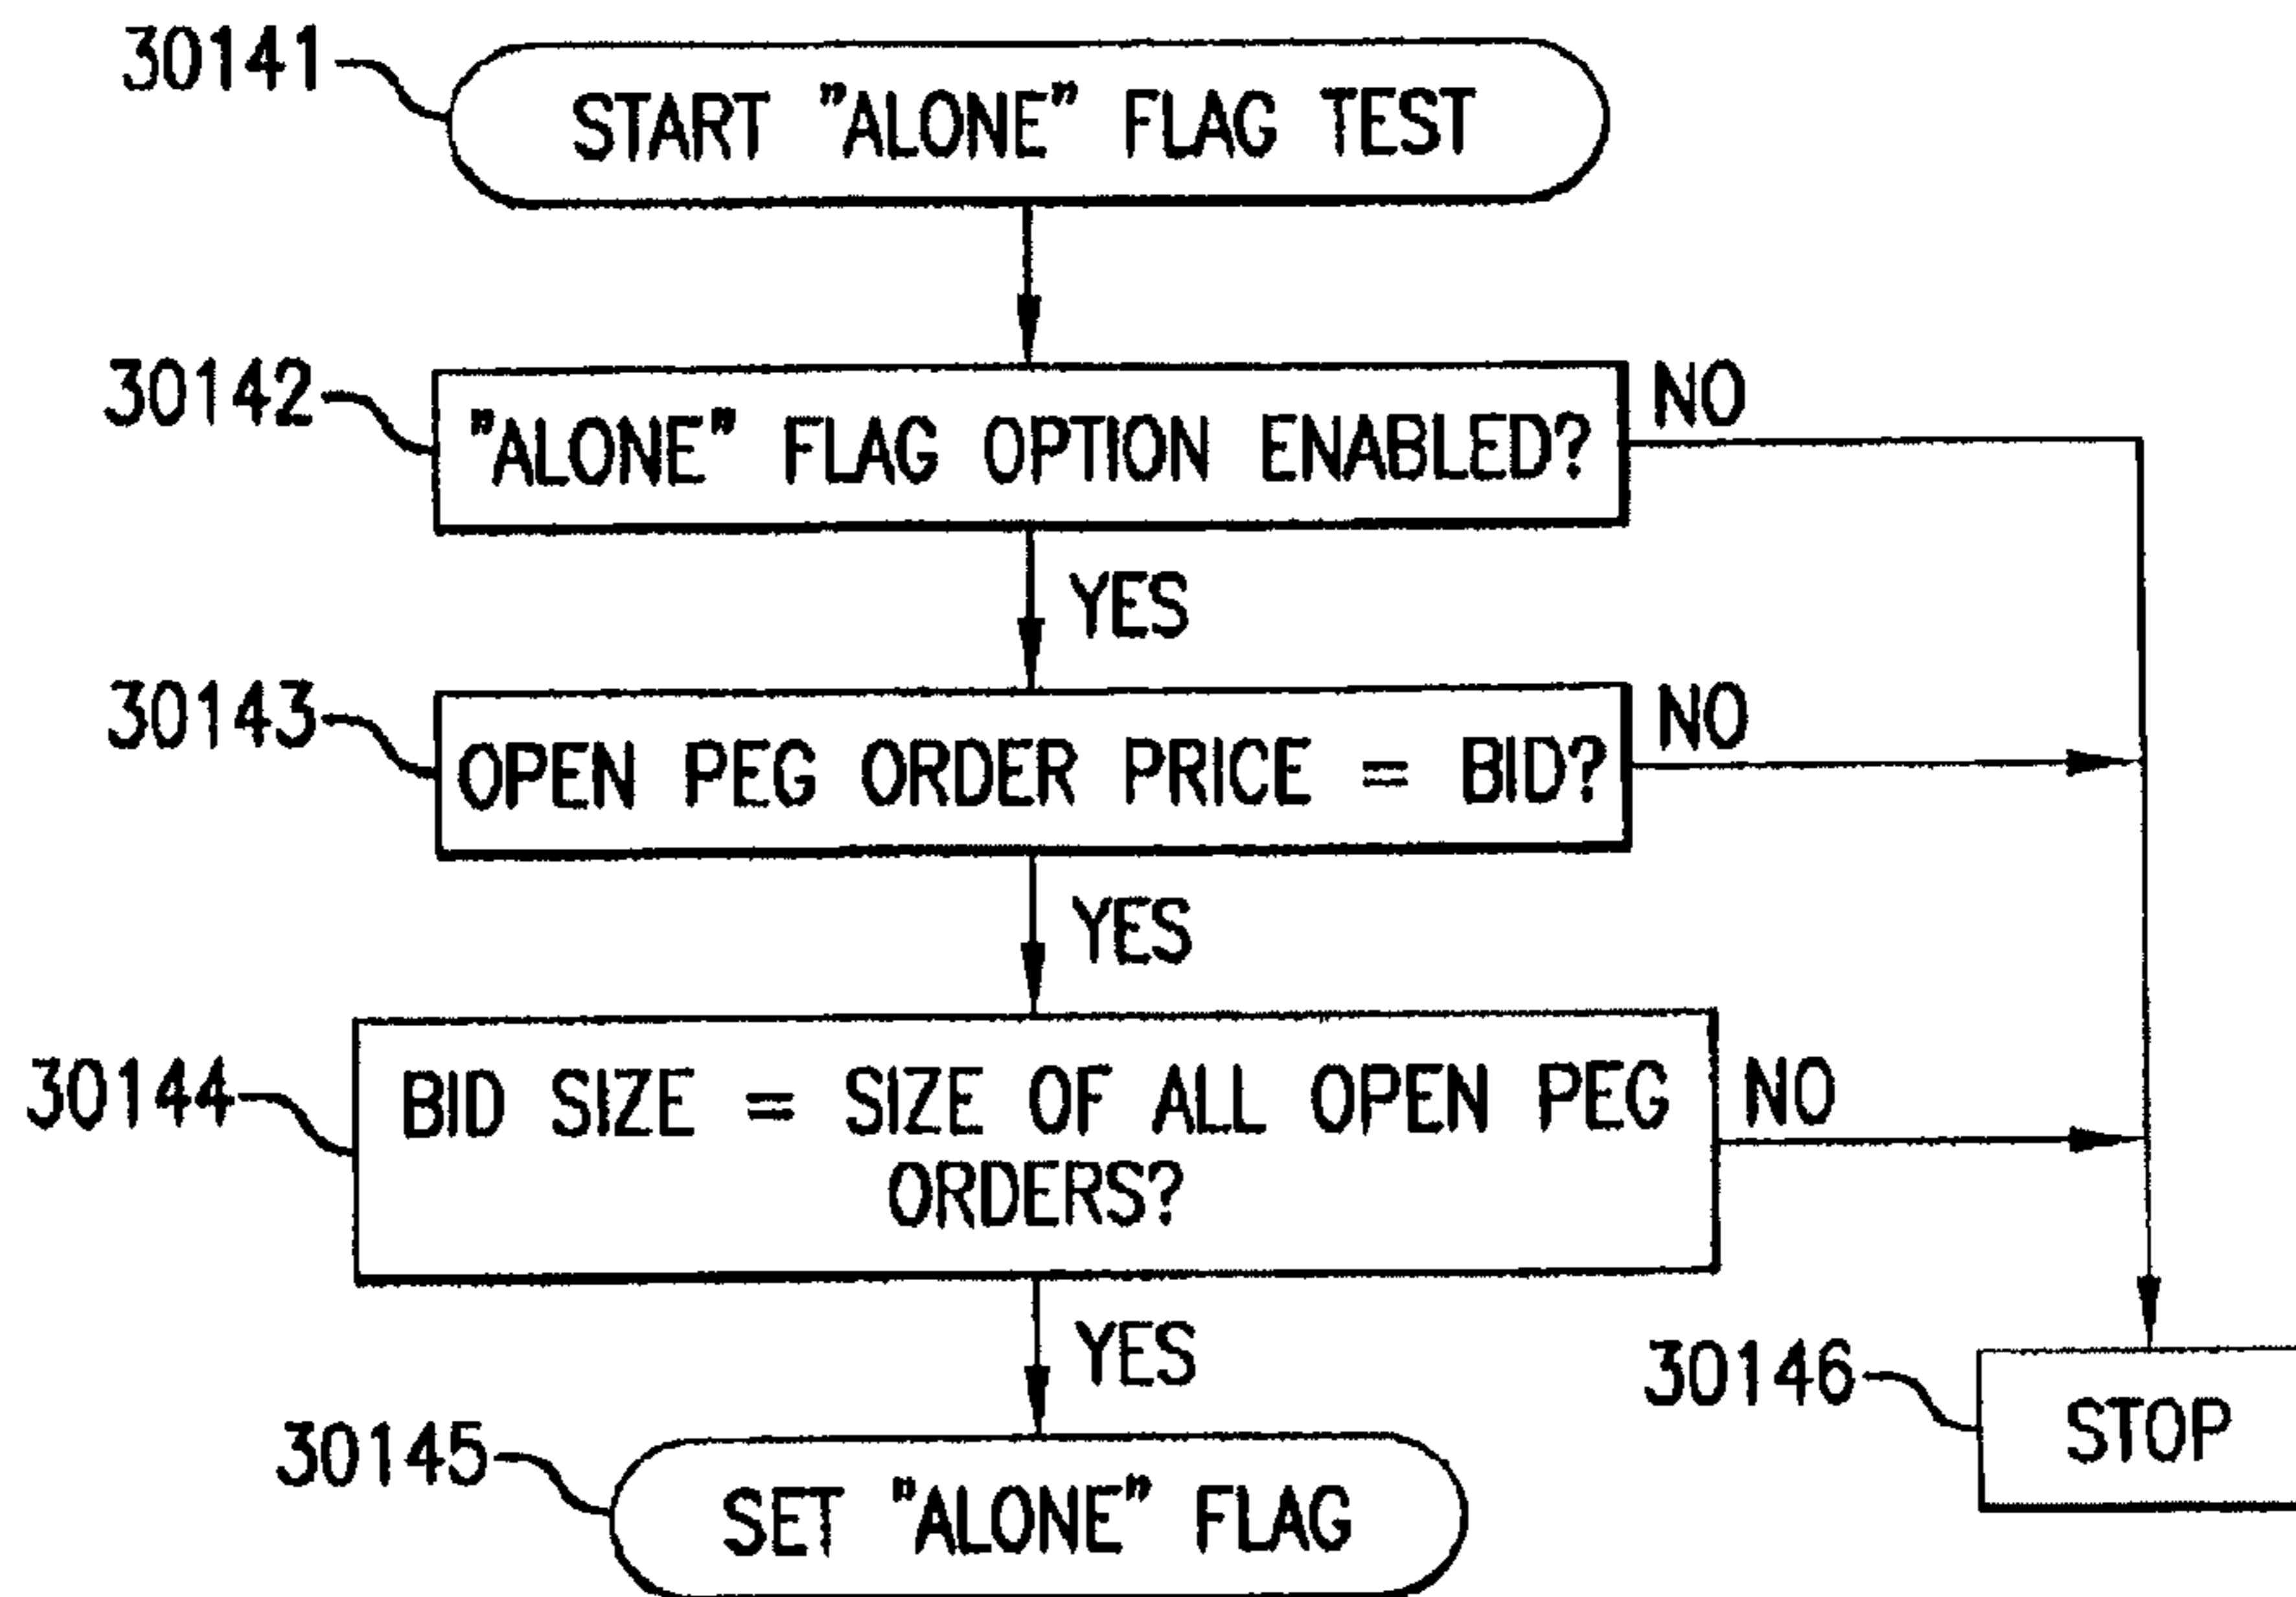 30141
START "ALONE" FLAG TEST
30142
"ALONE" FLAG OPTION ENABLED?
NO
YES
30143
OPEN PEG ORDER PRICE = BID?
NO
YES
30144
BID SIZE = SIZE OF ALL OPEN PEG
ORDERS?
NO
YES
30145
SET "ALONE" FLAG
30146
STOP